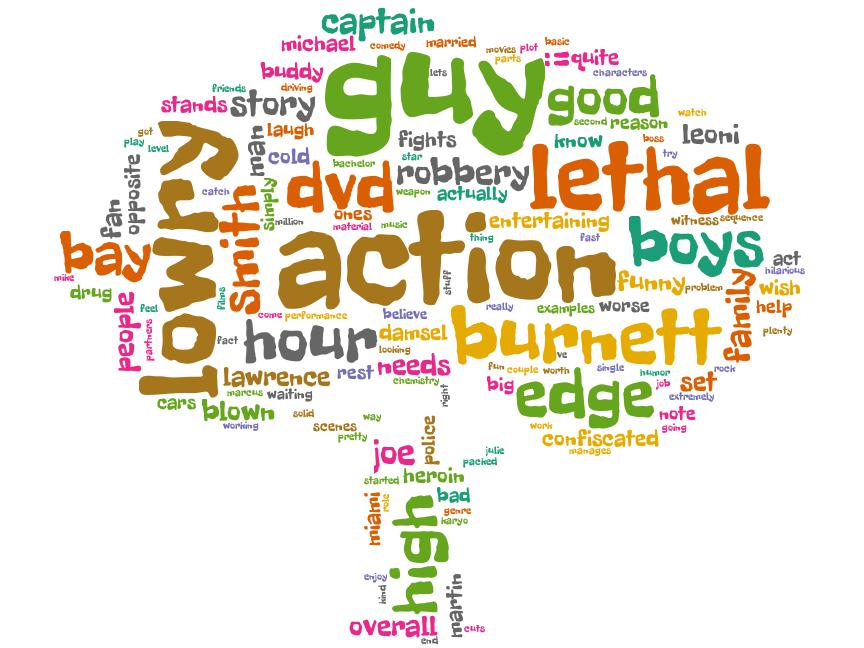 captain
michael
comedy
married
movies
plot
basic
parts
:=
quite
buddy
lets
guy
characters
friends
driving
stands
story
good
second
reason
watch
got
play
level
man
laugh
fights
know
boss
leoni
cold
bachelor
star
robbery
try
lethal
opposite
fan
lowry
catch
simply
dvd
weapon
actually
ones
material
music
million
smith
entertaining
witness
sequence
bay
action
thing
fast
boys
act
hilarious
mike
drug
films
stuff
funny
problem
wish
people
partners
feel
come
performance
believe
really
examples
worse
family
help
plenty
fact
hour
damsel
looking
burnett
've
lawrence
rest
needs
chemistry
fun
couple
worth
single
humor
rock
marcus
waiting
right
big
edge
job
set
extremely
cars
blown
working
solid
scenes
way
pretty
note
going
work
confiscated
manages
joe
police
julie
packed
started
heroin
miami
role
bad
genre
karyo
high
enjoy
kind
martin
overall
cuts
end